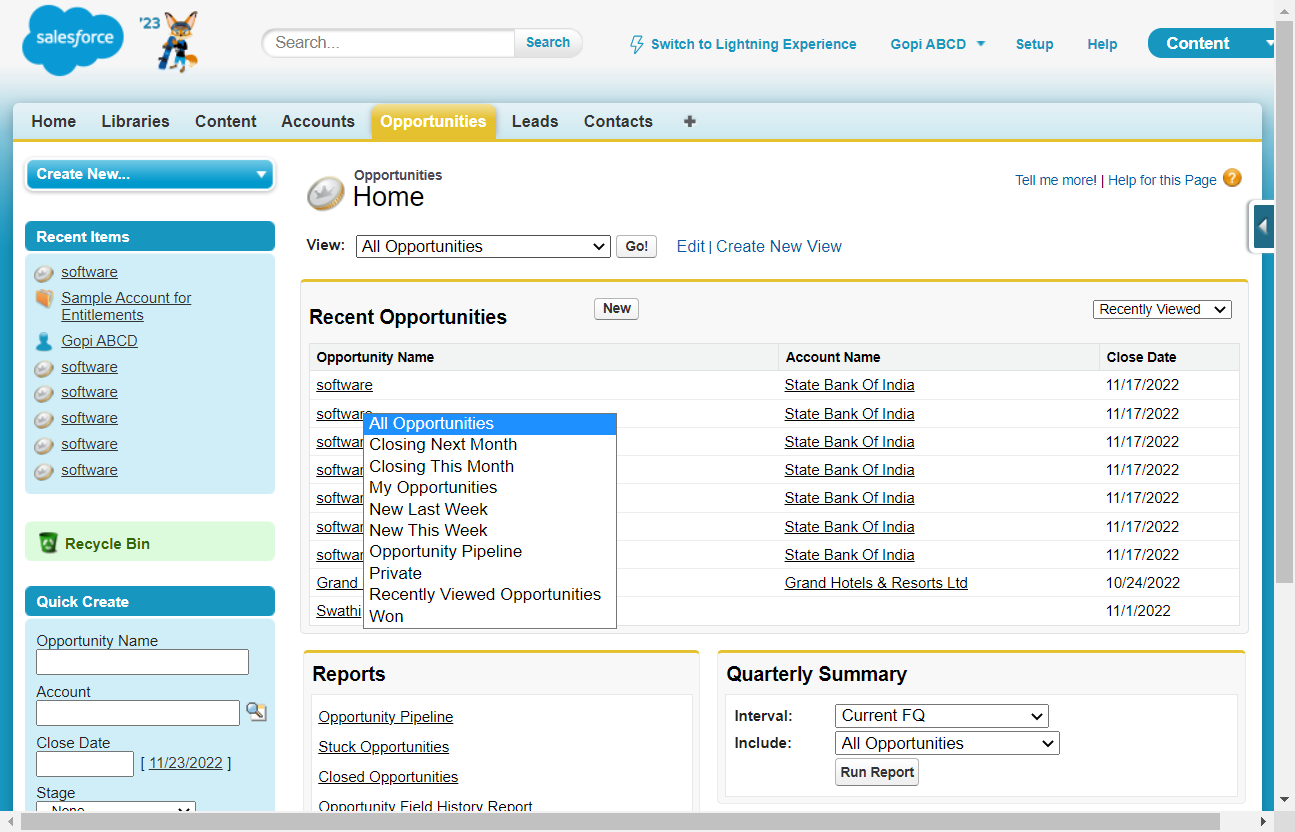 salesforce
'23
Search...
Search
Switch to Lightning Experience
Gopi ABCD
Setup
Help
Content
Home
Libraries
Content
Accounts
Opportunities
Leads
Contacts
+
Create New...
Recent Items
software
Sample Account for
Entitlements
Gopi ABCD
software
software
software
software
software
Recycle Bin
Quick Create
Opportunity Name
Account
Close Date
[ 11/23/2022 ]
Stage
--None--
Opportunities
Home
Tell me more! | Help for this Page ?
View: All Opportunities Go! Edit | Create New View
Recent Opportunities New Recently Viewed
Opportunity Name Account Name Close Date
software State Bank Of India 11/17/2022
software State Bank Of India 11/17/2022
softwar State Bank Of India 11/17/2022
softwar State Bank Of India 11/17/2022
softwar State Bank Of India 11/17/2022
softwar State Bank Of India 11/17/2022
softwar State Bank Of India 11/17/2022
Grand Grand Hotels & Resorts Ltd 10/24/2022
Swathi 11/1/2022
All Opportunities
Closing Next Month
Closing This Month
My Opportunities
New Last Week
New This Week
Opportunity Pipeline
Private
Recently Viewed Opportunities
Won
Reports
Opportunity Pipeline
Stuck Opportunities
Closed Opportunities
Opportunity Field History Report
Quarterly Summary
Interval: Current FQ
Include: All Opportunities
Run Report